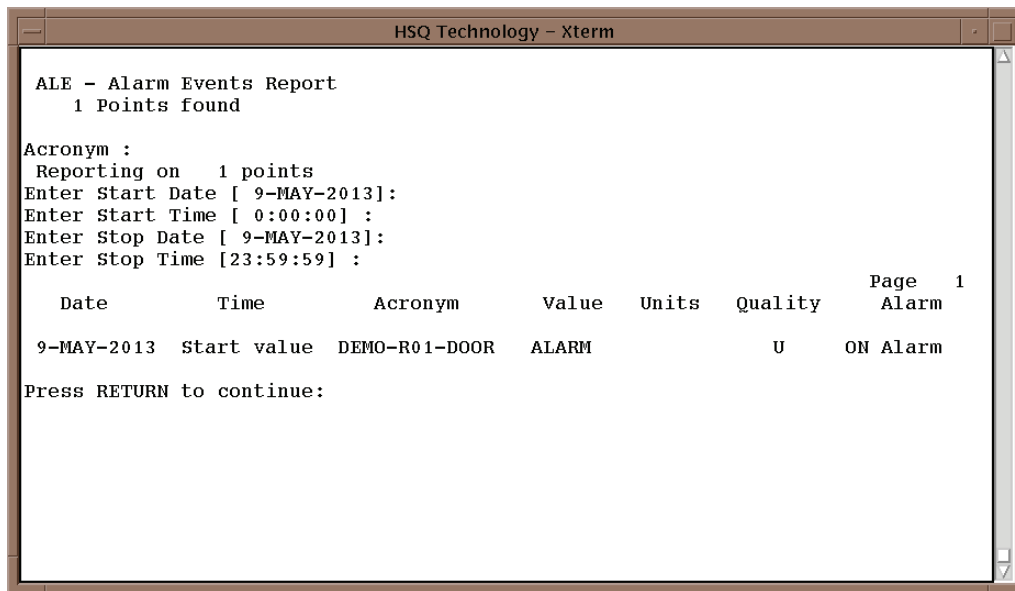 HSQ Technology - Xterm
ALE - Alarm Events Report
1 Points found
Acronym :
Reporting on   1 points
Enter Start Date [ 9-MAY-2013]:
Enter Start Time [ 0:00:00] :
Enter Stop Date [ 9-MAY-2013]:
Enter Stop Time [23:59:59] :
Page   1
Date   Time   Acronym   Value   Units   Quality   Alarm
9-MAY-2013  Start value  DEMO-R01-DOOR   ALARM   U   ON Alarm
Press RETURN to continue: